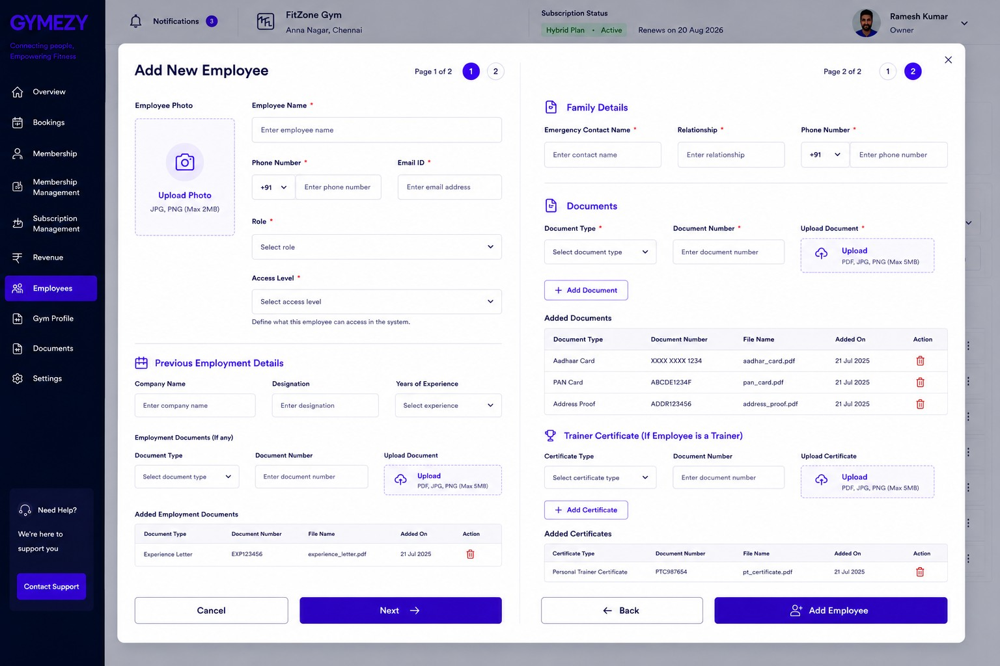 GYMEZY
Connecting people,
Empowering Fitness
Overview
Bookings
Membership
Membership
Management
Subscription
Management
Revenue
Employees
Gym Profile
Documents
Settings
Need Help?
We're here to
support you
Contact Support
Notifications 3
FitZone Gym
Anna Nagar, Chennai
Subscription Status
Hybrid Plan • Active Renews on 20 Aug 2026
Ramesh Kumar
Owner
Add New Employee
Page 1 of 2 1 2
Employee Photo
Upload Photo
JPG, PNG (Max 2MB)
Employee Name *
Enter employee name
Phone Number * Email ID *
+91 Enter phone number Enter email address
Role *
Select role
Access Level *
Select access level
Define what this employee can access in the system.
Previous Employment Details
Company Name Designation Years of Experience
Enter company name Enter designation Select experience
Employment Documents (If any)
Document Type Document Number Upload Document
Select document type Enter document number Upload
PDF, JPG, PNG (Max 5MB)
Added Employment Documents
Document Type Document Number File Name Added On Action
Experience Letter EXP123456 experience_letter.pdf 21 Jul 2025
Cancel Next →
Page 2 of 2 1 2
Family Details
Emergency Contact Name * Relationship * Phone Number *
Enter contact name Enter relationship +91 Enter phone number
Documents
Document Type * Document Number * Upload Document *
Select document type Enter document number Upload
PDF, JPG, PNG (Max 5MB)
+ Add Document
Added Documents
Document Type Document Number File Name Added On Action
Aadhaar Card XXXX XXXX 1234 aadhar_card.pdf 21 Jul 2025
PAN Card ABCDE1234F pan_card.pdf 21 Jul 2025
Address Proof ADDR123456 address_proof.pdf 21 Jul 2025
Trainer Certificate (If Employee is a Trainer)
Certificate Type Document Number Upload Certificate
Select certificate type Enter document number Upload
PDF, JPG, PNG (Max 5MB)
+ Add Certificate
Added Certificates
Certificate Type Document Number File Name Added On Action
Personal Trainer Certificate PTC987654 pt_certificate.pdf 21 Jul 2025
← Back Add Employee